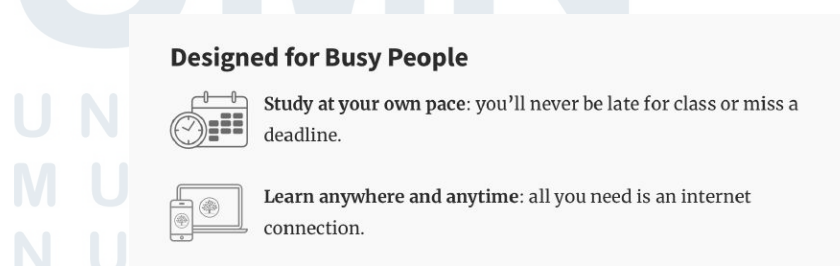 UMN
Designed for Busy People
Study at your own pace: you’ll never be late for class or miss a
deadline.
Learn anywhere and anytime: all you need is an internet
connection.
U N
M U
N U